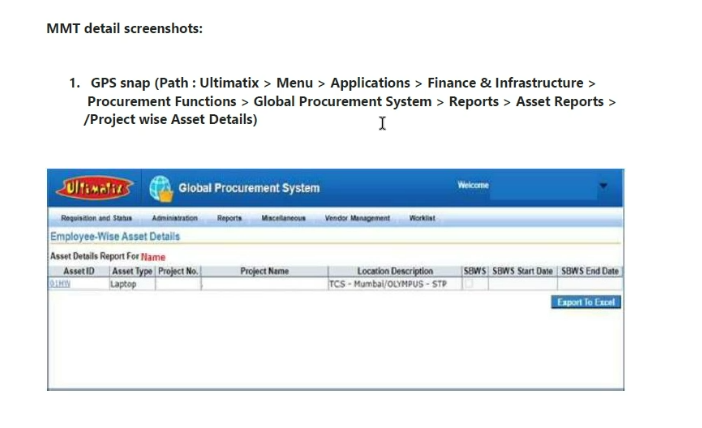 MMT detail screenshots:
1. GPS snap (Path : Ultimatix > Menu > Applications > Finance & Infrastructure >
Procurement Functions > Global Procurement System > Reports > Asset Reports >
/Project wise Asset Details)
Ultimatix Global Procurement System Welcome
Requisition and Status Administration Reports Miscellaneous Vendor Management Worklist
Employee-Wise Asset Details
Asset Details Report For Name
Asset ID Asset Type Project No. Project Name Location Description SBWS SBWS Start Date SBWS End Date
Laptop TCS - Mumbai/OLYMPUS - STP
Export To Excel